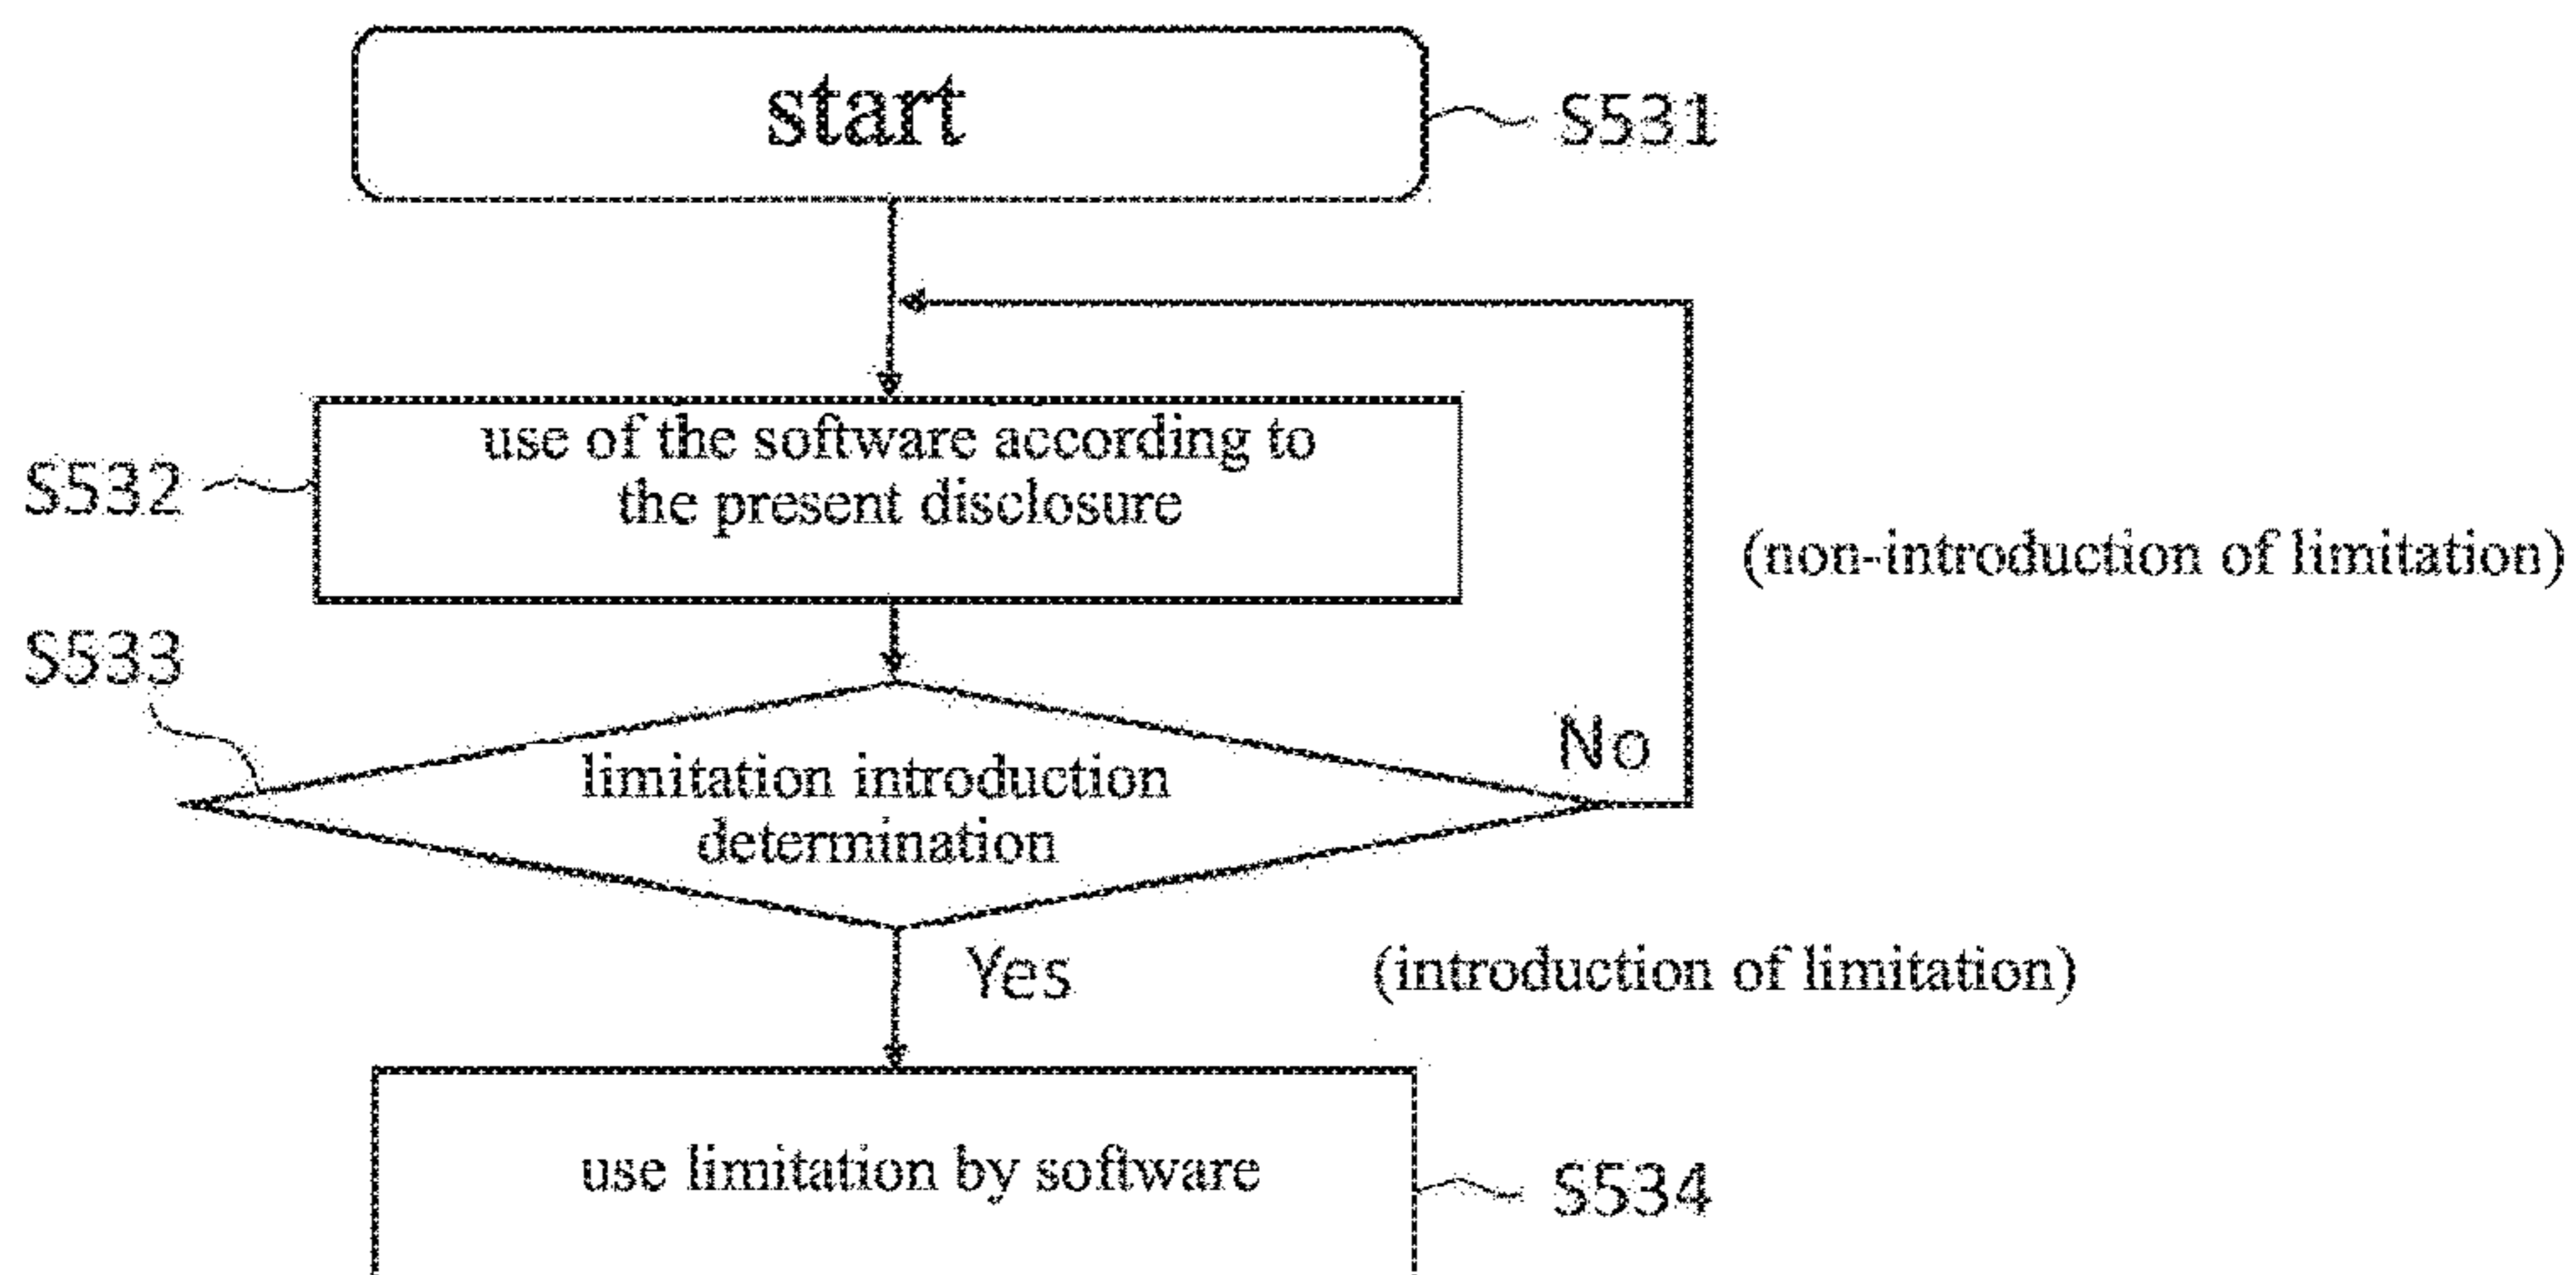 start
S531
use of the software according to
the present disclosure
S532
(non-introduction of limitation)
S533
No
limitation introduction
determination
Yes
(introduction of limitation)
use limitation by software
S534